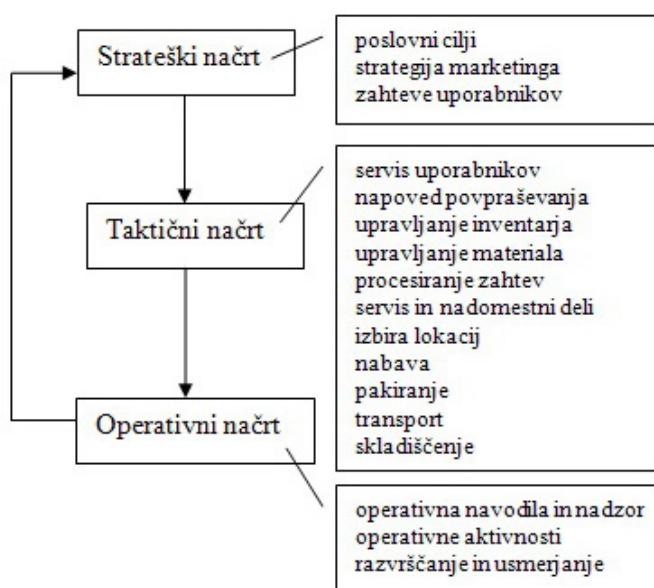 Strateški načrt
poslovni cilji
strategija marketinga
zahteve uporabnikov
Taktični načrt
servis uporabnikov
napoved povpraševanja
upravljanje inventarja
upravljanje materiala
procesiranje zahtev
servis in nadomestni deli
izbira lokacij
nabava
pakiranje
transport
skladiščenje
Operativni načrt
operativna navodila in nadzor
operativne aktivnosti
razvrščanje in usmerjanje